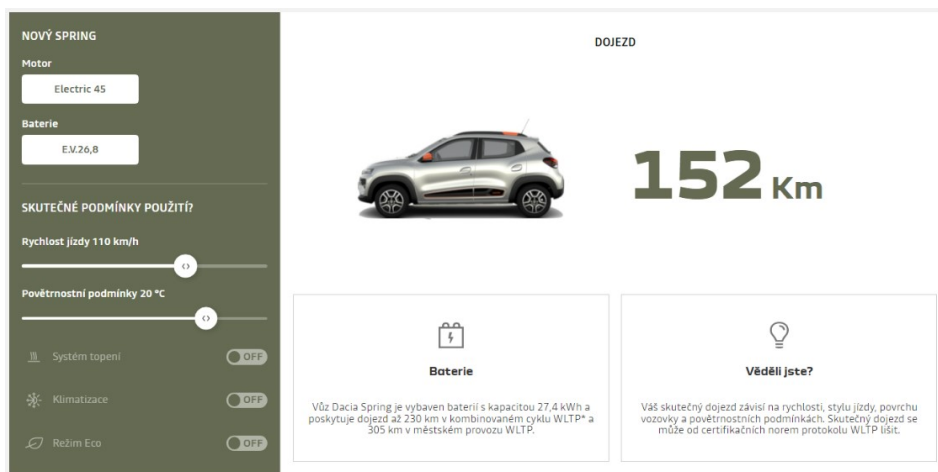 NOVÝ SPRING
Motor
Electric 45
Baterie
E.V.26,8
SKUTEČNÉ PODMÍNKY POUŽITÍ?
Rychlost jízdy 110 km/h
Povětrnostní podmínky 20 °C
Systém topení
OFF
Klimatizace
OFF
Režim Eco
OFF
DOJEZD
152 Km
Baterie
Vůz Dacia Spring je vybaven baterií s kapacitou 27,4 kWh a
poskytuje dojezd až 230 km v kombinovaném cyklu WLTP* a
305 km v městském provozu WLTP.
Věděli jste?
Váš skutečný dojezd závisí na rychlosti, stylu jízdy, povrchu
vozovky a povětrnostních podmínkách. Skutečný dojezd se
může od certifikačních norem protokolu WLTP lišit.